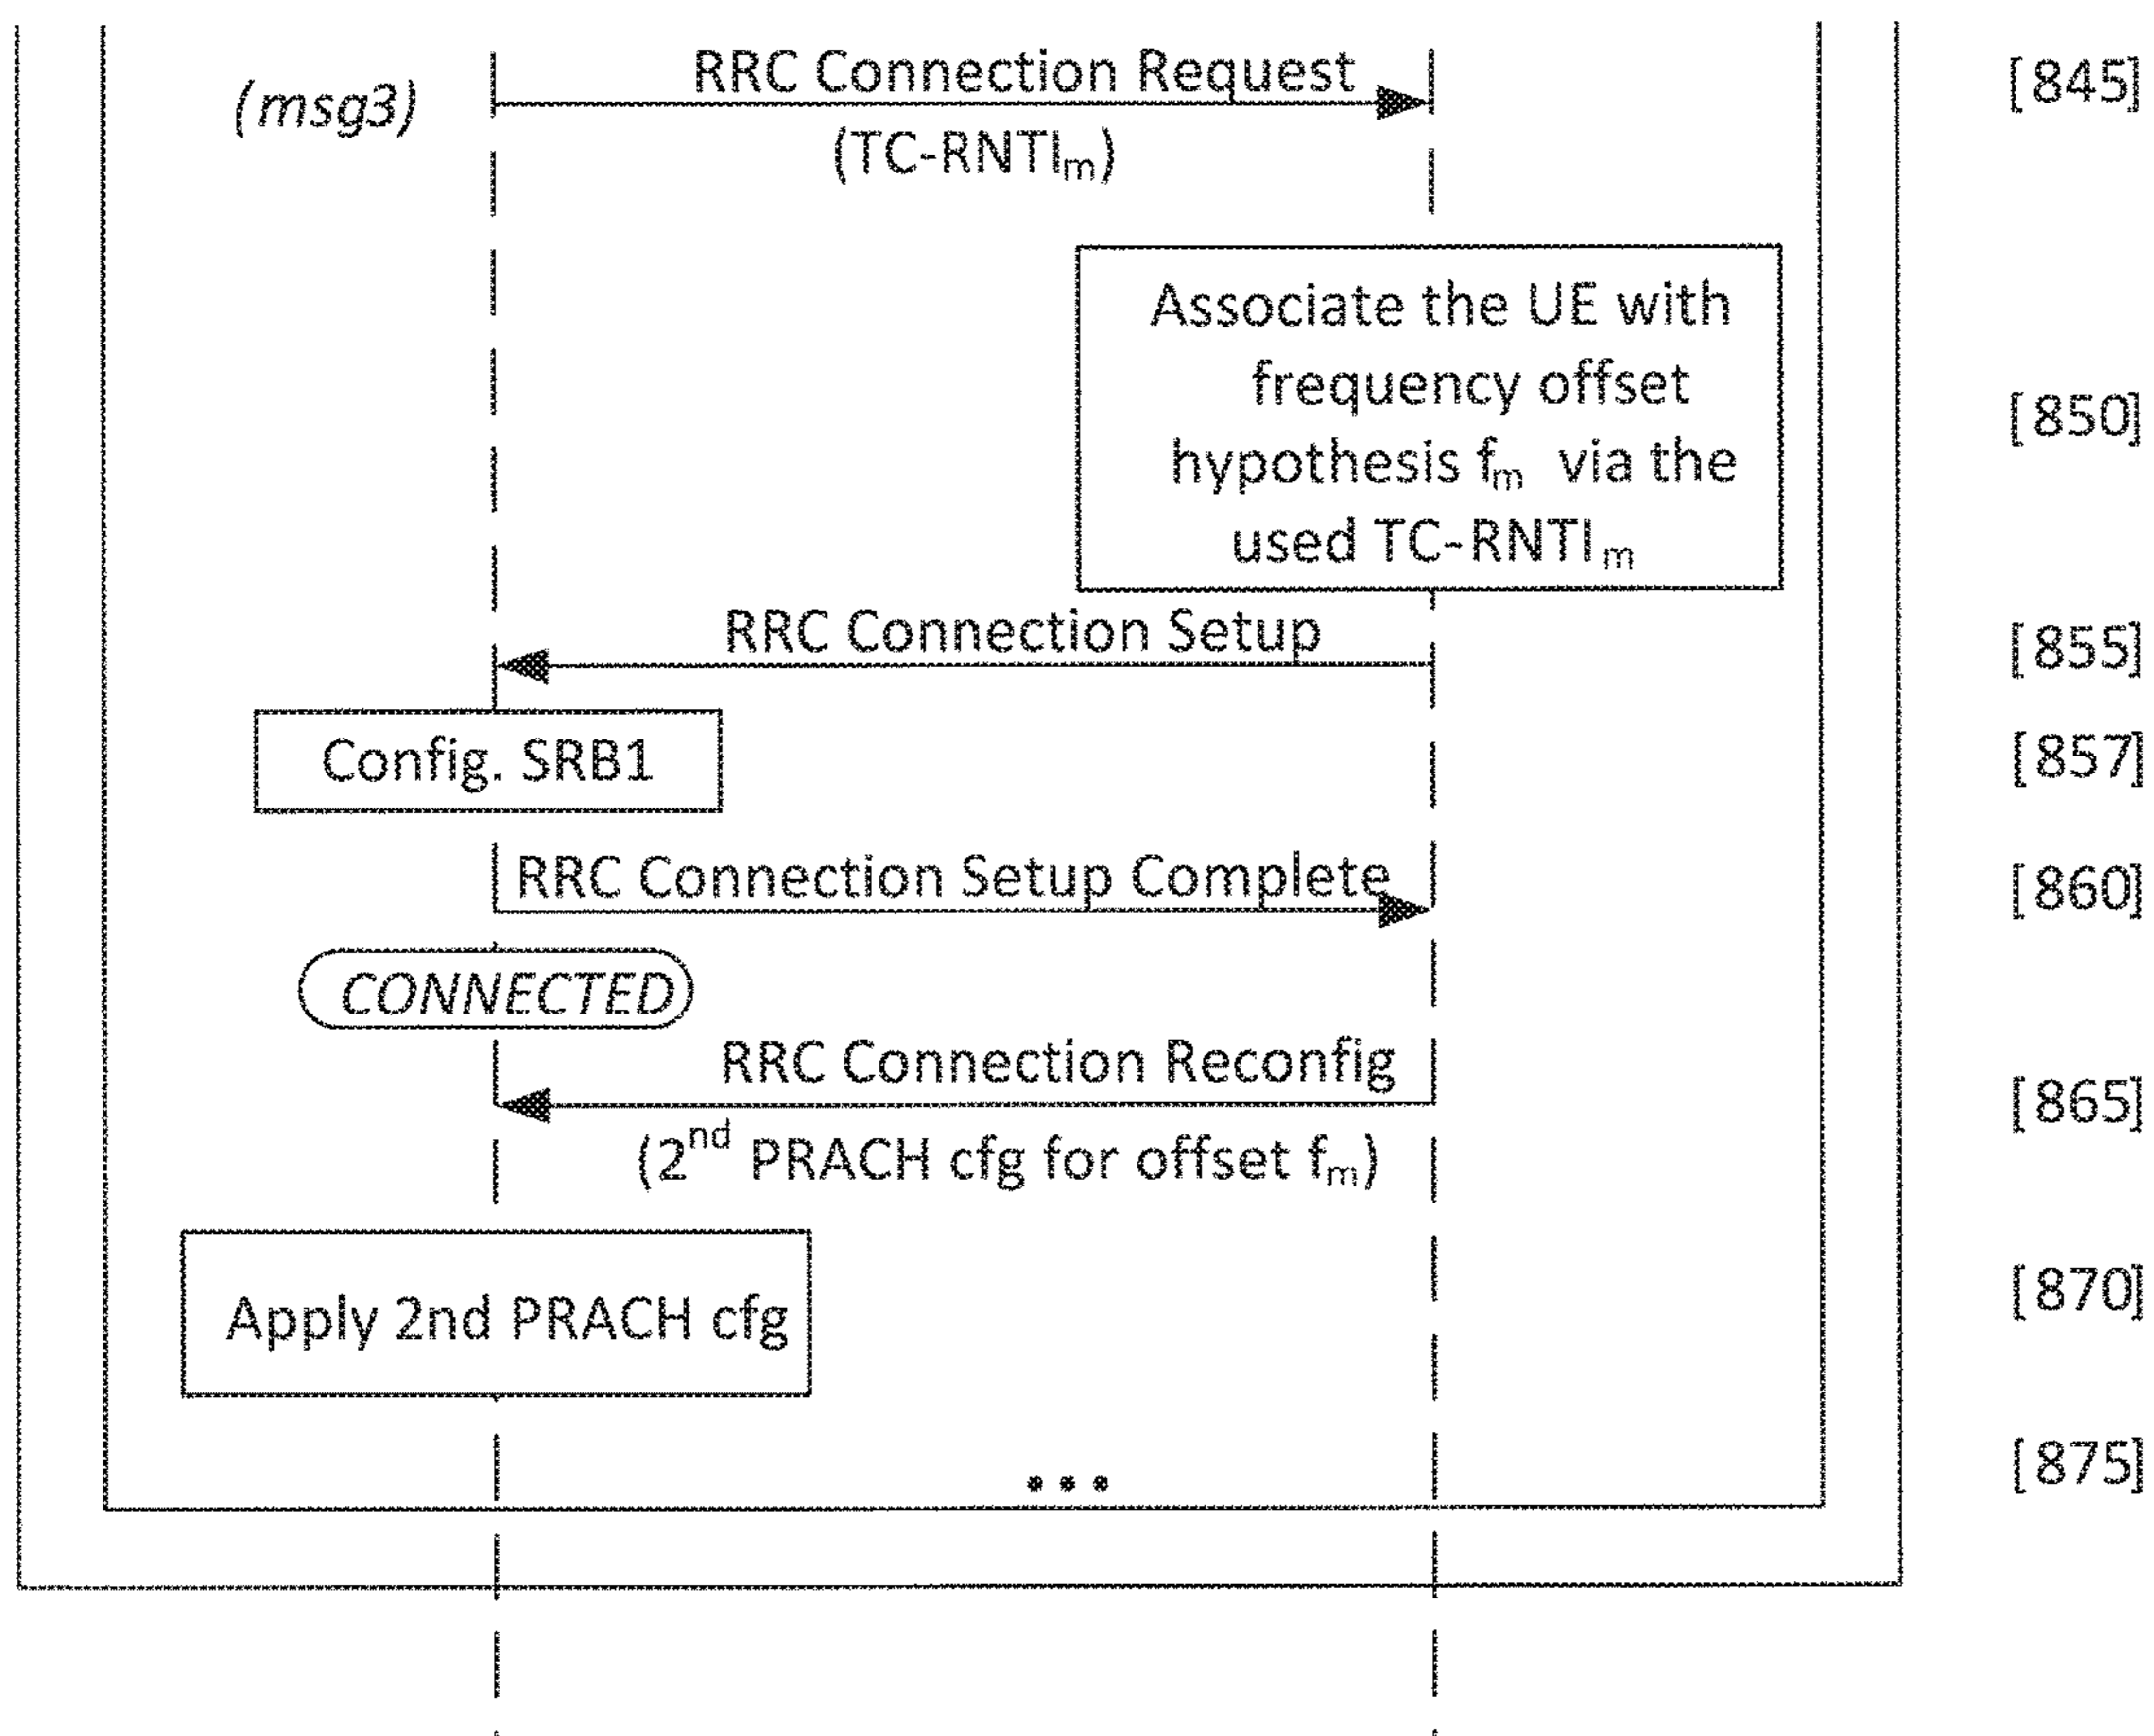 RRC Connection Request [845]
(msg3)
(TC-RNTIm)
Associate the UE with
frequency offset
hypothesis fm via the [850]
used TC-RNTIm
RRC Connection Setup [855]
Config. SRB1 [857]
RRC Connection Setup Complete [860]
CONNECTED
RRC Connection Reconfig [865]
(2nd PRACH cfg for offset fm)
Apply 2nd PRACH cfg [870]
... [875]